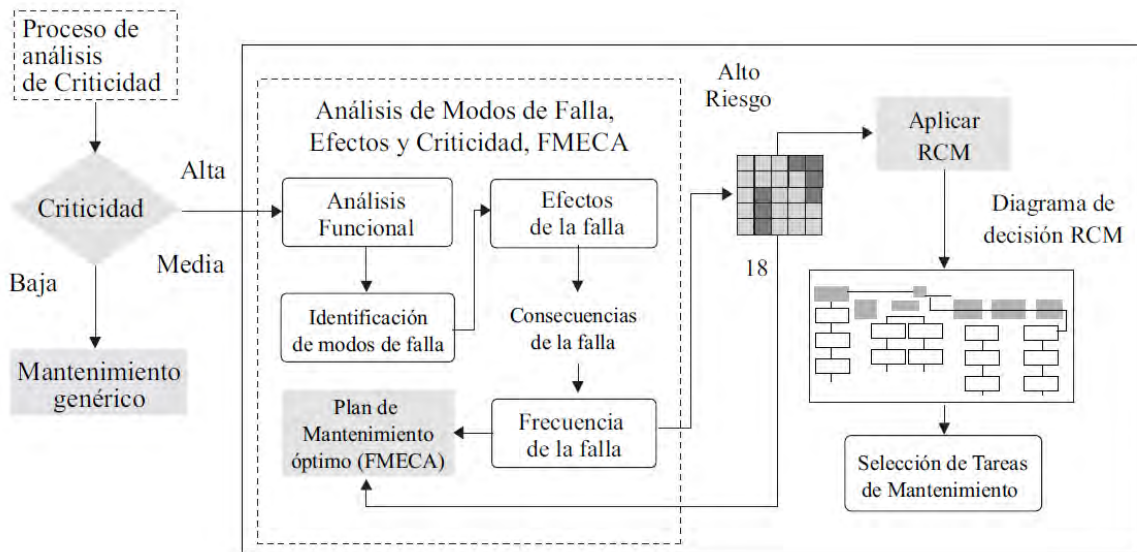 Proceso de
análisis
de Criticidad
Criticidad
Alta
Media
Baja
Mantenimiento
genérico
Análisis de Modos de Falla,
Efectos y Criticidad, FMECA
Análisis
Funcional
Identificación
de modos de falla
Efectos
de la falla
Consecuencias
de la falla
Frecuencia
de la falla
Plan de
Mantenimiento
óptimo (FMECA)
Alto
Riesgo
18
Aplicar
RCM
Diagrama de
decisión RCM
Selección de Tareas
de Mantenimiento